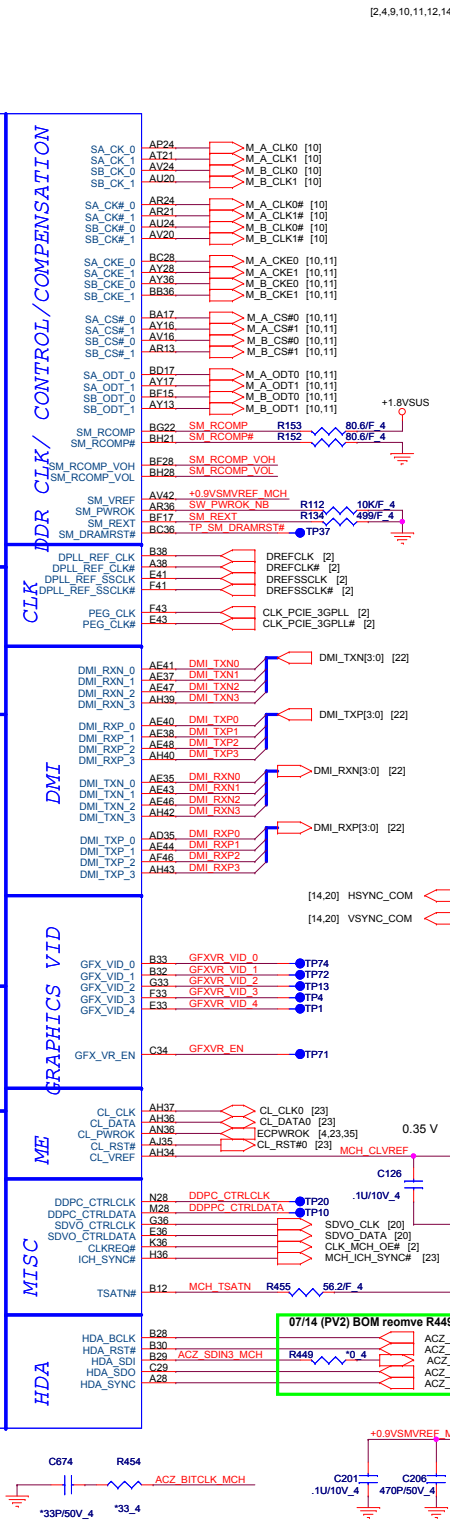 [2,4,9,10,11,12,14
DDR CLK/ CONTROL/COMPENSATION
SA_CK_0 AP24 M_A_CLK0 [10]
SA_CK_1 AT21 M_A_CLK1 [10]
SB_CK_0 AV24 M_B_CLK0 [10]
SB_CK_1 AU20 M_B_CLK1 [10]
SA_CK#_0 AR24 M_A_CLK0# [10]
SA_CK#_1 AR21 M_A_CLK1# [10]
SB_CK#_0 AU24 M_B_CLK0# [10]
SB_CK#_1 AV20 M_B_CLK1# [10]
SA_CKE_0 BC28 M_A_CKE0 [10,11]
SA_CKE_1 AY28 M_A_CKE1 [10,11]
SB_CKE_0 AY36 M_B_CKE0 [10,11]
SB_CKE_1 BB36 M_B_CKE1 [10,11]
SA_CS#_0 BA17 M_A_CS#0 [10,11]
SA_CS#_1 AY16 M_A_CS#1 [10,11]
SB_CS#_0 AV16 M_B_CS#0 [10,11]
SB_CS#_1 AR13 M_B_CS#1 [10,11]
SA_ODT_0 BD17 M_A_ODT0 [10,11]
SA_ODT_1 AY17 M_A_ODT1 [10,11]
SB_ODT_0 BF15 M_B_ODT0 [10,11]
SB_ODT_1 AY13 M_B_ODT1 [10,11]
+1.8VSUS
SM_RCOMP BG22 SM_RCOMP R153 80.6/F_4
SM_RCOMP# BH21 SM_RCOMP# R152 80.6/F_4
SM_RCOMP_VOH BF28 SM_RCOMP_VOH
SM_RCOMP_VOL BH28 SM_RCOMP_VOL
SM_VREF AV42 +0.9VSMVREF_MCH
SM_PWROK AR36 SW_PWROK_NB R112 10K/F_4
SM_REXT BF17 SM_REXT R134 499/F_4
SM_DRAMRST# BC36 TP_SM_DRAMRST# TP37
CLK
DPLL_REF_CLK B38 DREFCLK [2]
DPLL_REF_CLK# A38 DREFCLK# [2]
DPLL_REF_SSCLK E41 DREFSSCLK [2]
DPLL_REF_SSCLK# F41 DREFSSCLK# [2]
PEG_CLK F43 CLK_PCIE_3GPLL [2]
PEG_CLK# E43 CLK_PCIE_3GPLL# [2]
DMI
DMI_TXN[3:0] [22]
DMI_RXN_0 AE41 DMI_TXN0
DMI_RXN_1 AE37 DMI_TXN1
DMI_RXN_2 AE47 DMI_TXN2
DMI_RXN_3 AH39 DMI_TXN3
DMI_TXP[3:0] [22]
DMI_RXP_0 AE40 DMI_TXP0
DMI_RXP_1 AE38 DMI_TXP1
DMI_RXP_2 AE48 DMI_TXP2
DMI_RXP_3 AH40 DMI_TXP3
DMI_RXN[3:0] [22]
DMI_TXN_0 AE35 DMI_RXN0
DMI_TXN_1 AE43 DMI_RXN1
DMI_TXN_2 AE46 DMI_RXN2
DMI_TXN_3 AH42 DMI_RXN3
DMI_RXP[3:0] [22]
DMI_TXP_0 AD35 DMI_RXP0
DMI_TXP_1 AE44 DMI_RXP1
DMI_TXP_2 AF46 DMI_RXP2
DMI_TXP_3 AH43 DMI_RXP3
[14,20] HSYNC_COM
[14,20] VSYNC_COM
GRAPHICS VID
GFX_VID_0 B33 GFXVR_VID_0 TP74
GFX_VID_1 B32 GFXVR_VID_1 TP72
GFX_VID_2 G33 GFXVR_VID_2 TP13
GFX_VID_3 F33 GFXVR_VID_3 TP4
GFX_VID_4 E33 GFXVR_VID_4 TP1
GFX_VR_EN C34 GFXVR_EN TP71
ME
CL_CLK AH37 CL_CLK0 [23]
CL_DATA AH36 CL_DATA0 [23]
CL_PWROK AN36 ECPWROK [4,23,35]
CL_RST# AJ35 CL_RST#0 [23]
CL_VREF AH34 MCH_CLVREF
0.35 V
C126
.1U/10V_4
MISC
DDPC_CTRLCLK N28 DDPC_CTRLCLK TP20
DDPC_CTRLDATA M28 DDPPC_CTRLDATA TP10
SDVO_CTRLCLK G36 SDVO_CLK [20]
SDVO_CTRLDATA E36 SDVO_DATA [20]
CLKREQ# K36 CLK_MCH_OE# [2]
ICH_SYNC# H36 MCH_ICH_SYNC# [23]
TSATN# B12 MCH_TSATN R455 56.2/F_4
HDA
07/14 (PV2) BOM reomve R449
HDA_BCLK B28 ACZ_
HDA_RST# B30 ACZ_
HDA_SDI B29 ACZ_SDIN3_MCH R449 *0_4 ACZ_
HDA_SDO C29 ACZ_
HDA_SYNC A28 ACZ_
+0.9VSMVREF_M
C674 R454
ACZ_BITCLK_MCH
*33P/50V_4 *33_4
C201 C206
.1U/10V_4 470P/50V_4